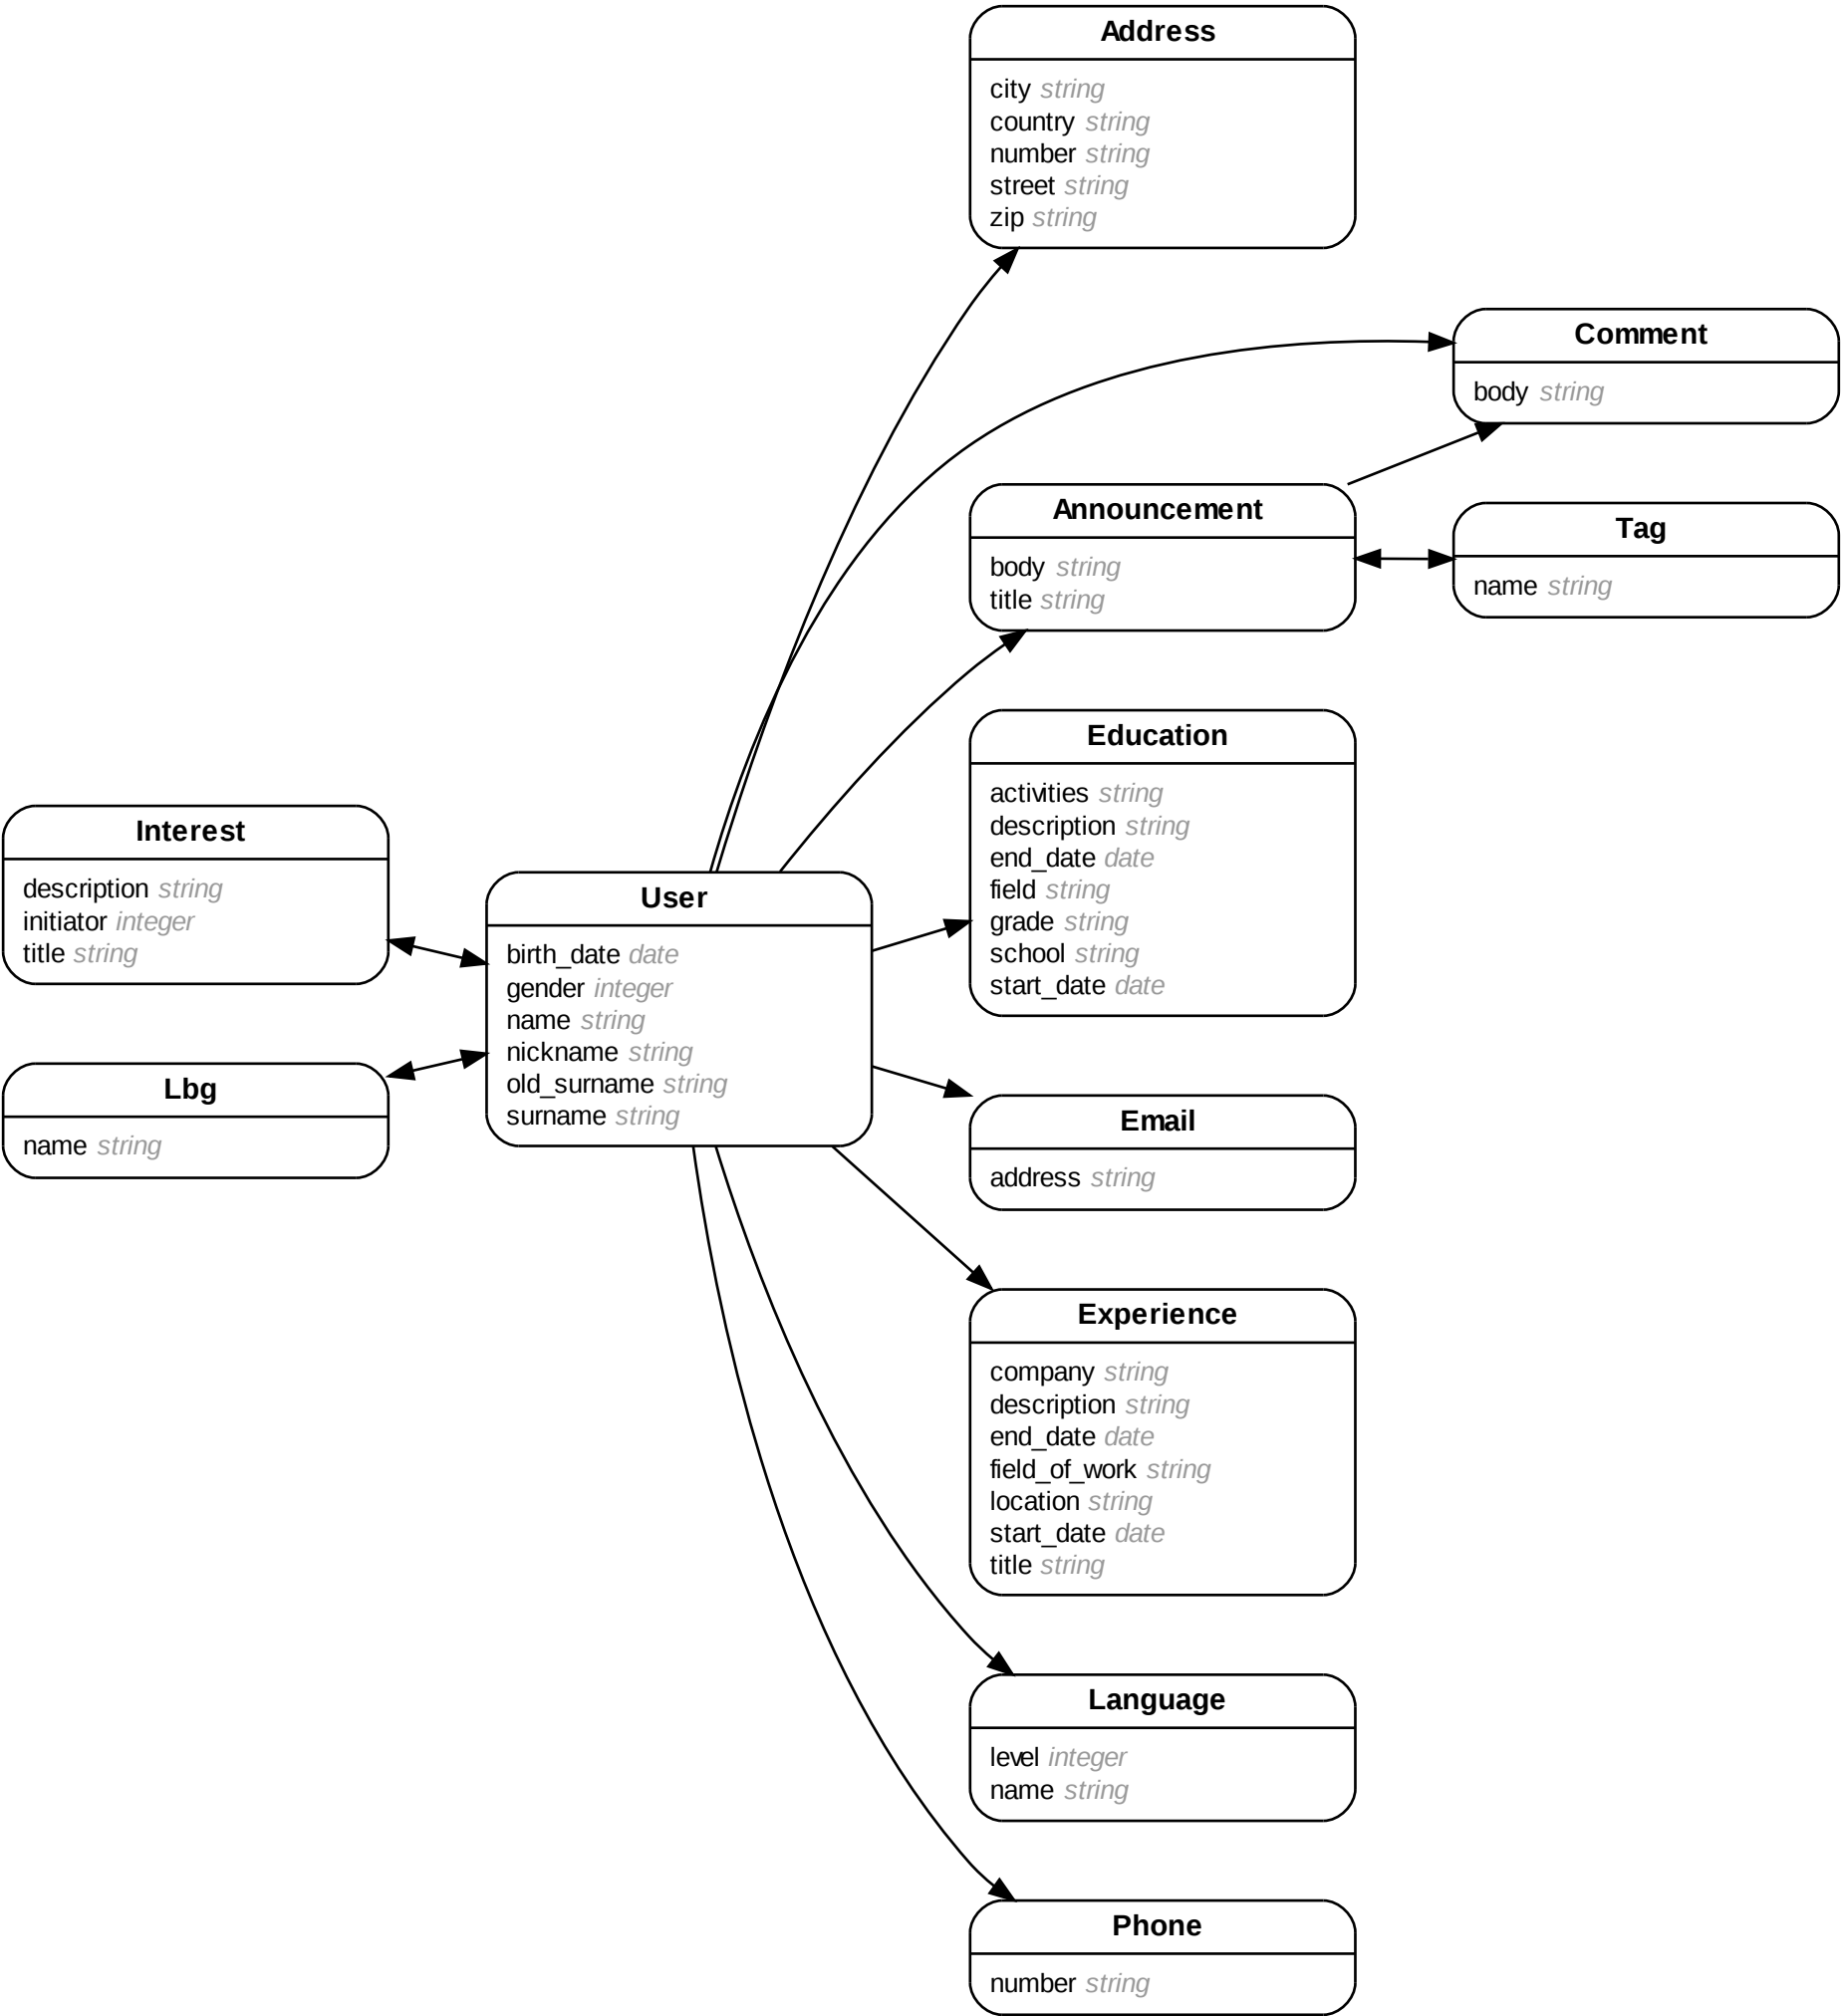 Address
city string
country string
number string
street string
zip string
Comment
body string
Announcement
body string
title string
Tag
name string
Education
activities string
description string
end_date date
field string
grade string
school string
start_date date
Interest
description string
initiator integer
title string
User
birth_date date
gender integer
name string
nickname string
old_surname string
surname string
Lbg
name string
Email
address string
Experience
company string
description string
end_date date
field_of_work string
location string
start_date date
title string
Language
level integer
name string
Phone
number string